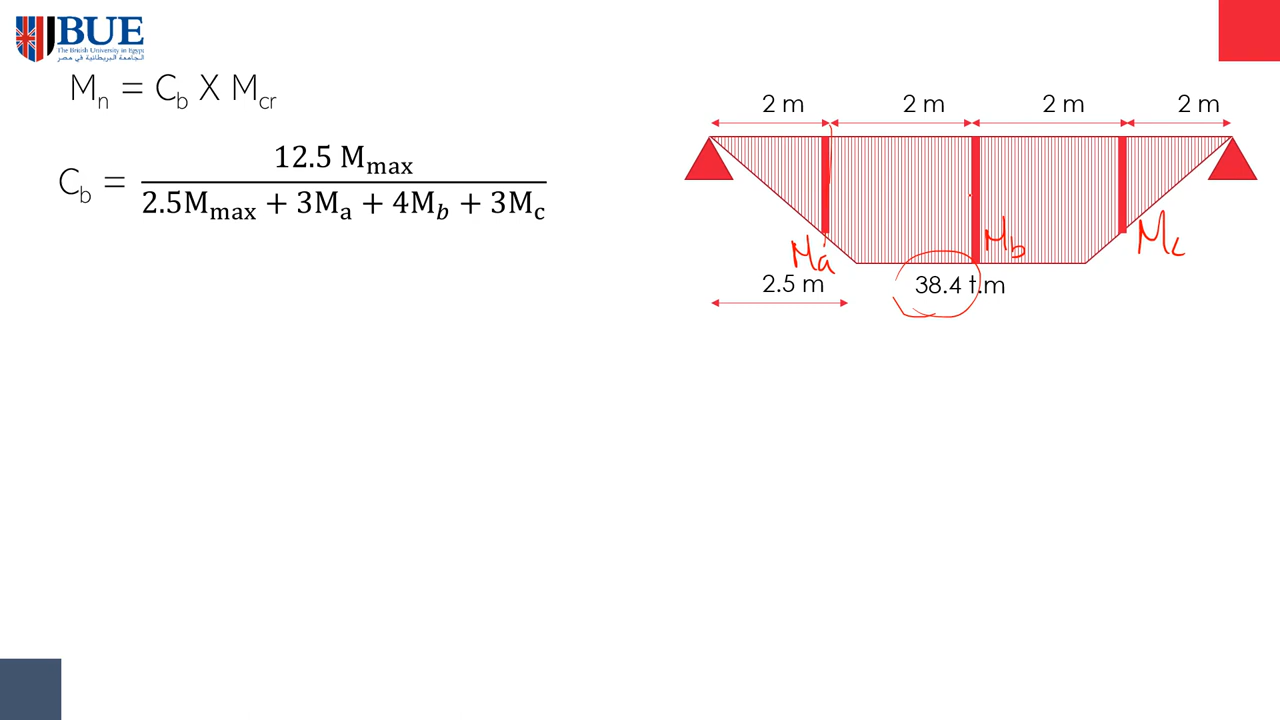 BUE
The British University in Egypt
الجامعة البريطانية في مصر
Mn = Cb X Mcr
Cb = 12.5 Mmax
2.5Mmax + 3Ma + 4Mb + 3Mc
2 m 2 m 2 m 2 m
Ma Mb Mc
2.5 m 38.4 t.m